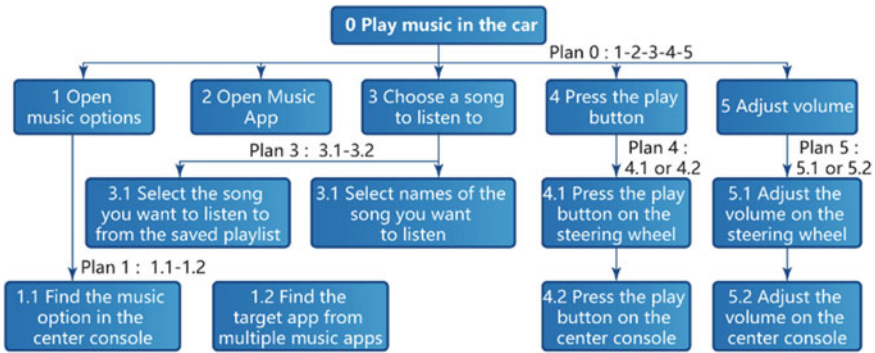 0 Play music in the car
Plan 0 : 1-2-3-4-5
1 Open
music options
2 Open Music
App
3 Choose a song
to listen to
4 Press the play
button
5 Adjust volume
Plan 3 : 3.1-3.2
Plan 4 :
4.1 or 4.2
Plan 5 :
5.1 or 5.2
3.1 Select the song
you want to listen to
from the saved playlist
3.1 Select names of the
song you want
to listen
4.1 Press the play
button on the
steering wheel
5.1 Adjust the
volume on the
steering wheel
Plan 1 : 1.1-1.2
1.1 Find the music
option in the
center console
1.2 Find the
target app from
multiple music apps
4.2 Press the play
button on the
center console
5.2 Adjust the
volume on the
center console